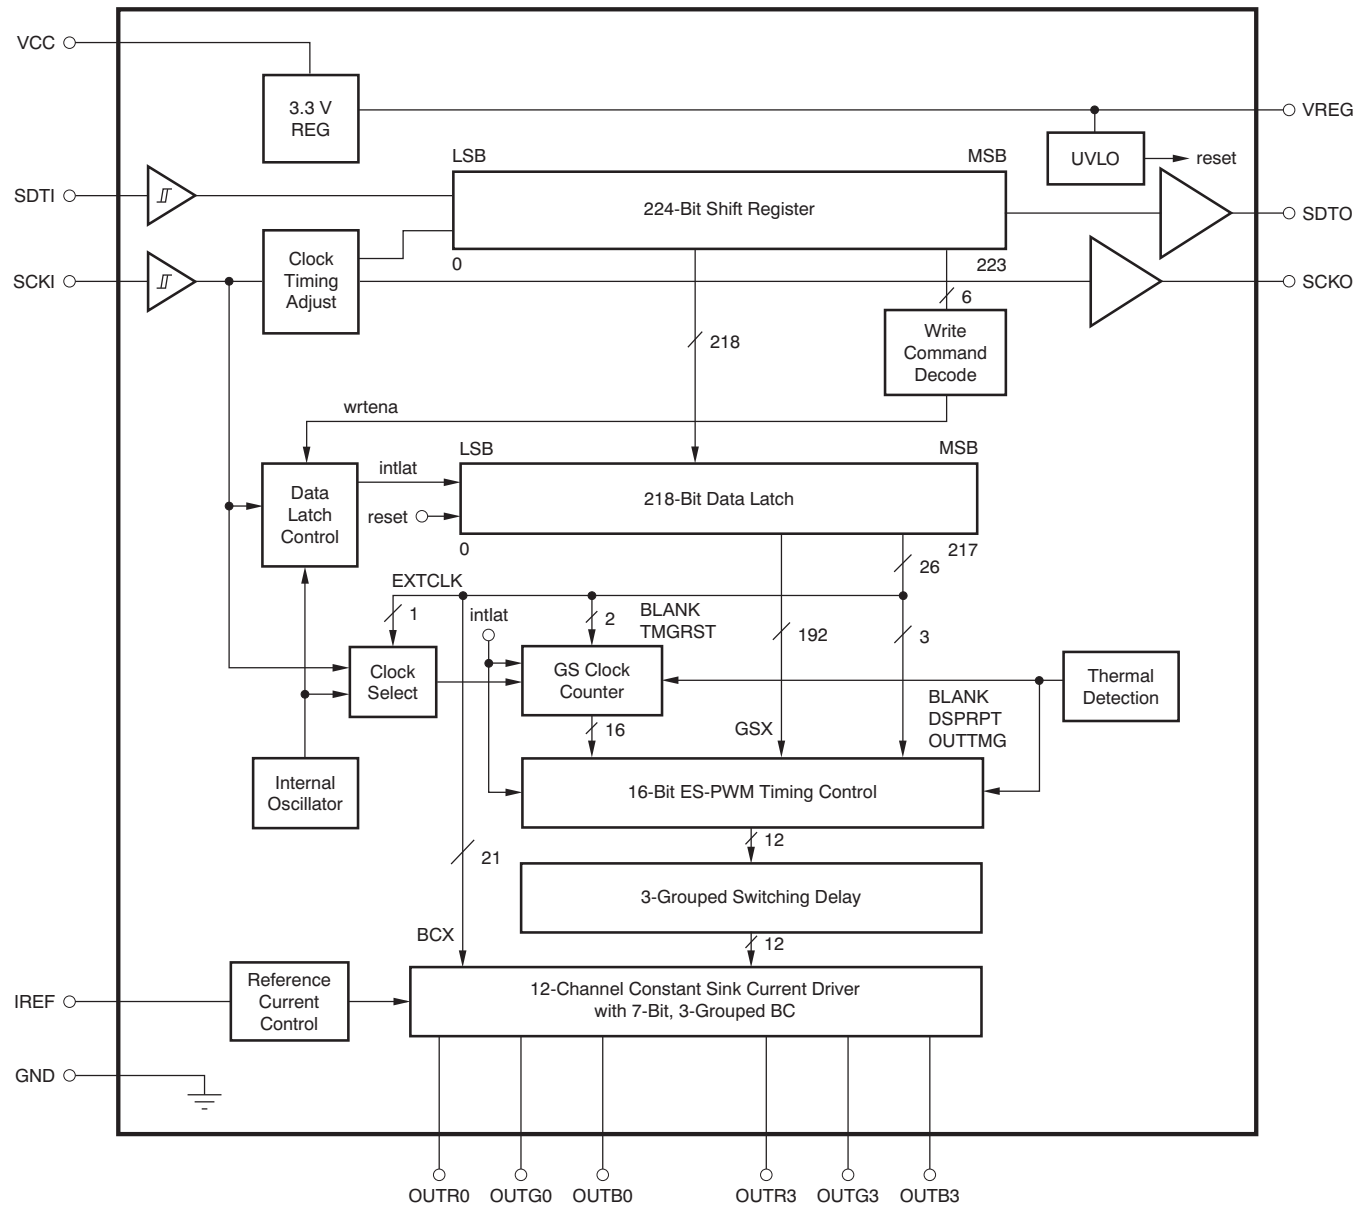 VCC
3.3 V
REG
VREG
UVLO
reset
LSB
MSB
SDTI
224-Bit Shift Register
SDTO
0
223
SCKI
Clock
Timing
Adjust
SCKO
6
218
Write
Command
Decode
wrtena
LSB
MSB
intlat
Data
Latch
Control
218-Bit Data Latch
reset
0
217
26
EXTCLK
1
intlat
2
BLANK
TMGRST
192
3
Clock
Select
GS Clock
Counter
Thermal
Detection
BLANK
DSPRPT
OUTTMG
16
GSX
Internal
Oscillator
16-Bit ES-PWM Timing Control
12
21
3-Grouped Switching Delay
BCX
12
IREF
Reference
Current
Control
12-Channel Constant Sink Current Driver
with 7-Bit, 3-Grouped BC
GND
OUTR0
OUTG0
OUTB0
OUTR3
OUTG3
OUTB3